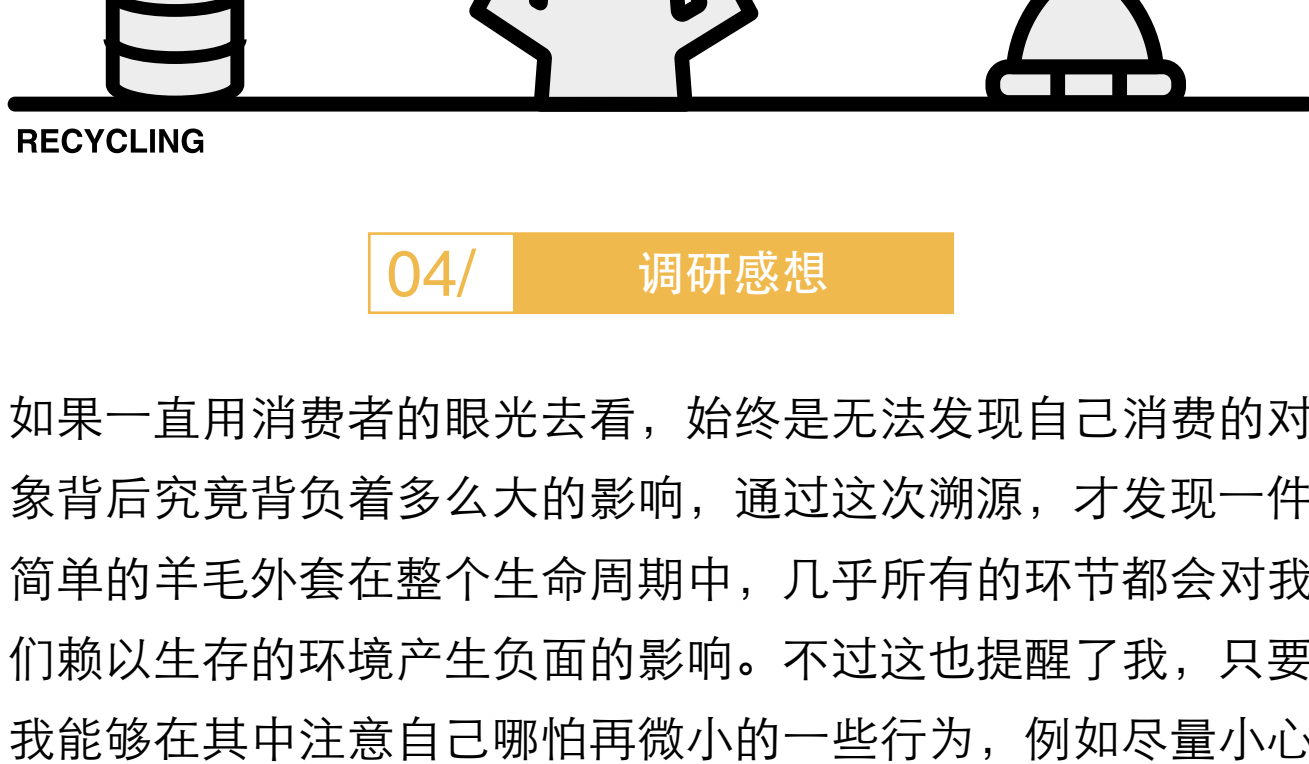 RECYCLING
04/ 调研感想
如果一直用消费者的眼光去看，始终是无法发现自己消费的对
象背后究竟背负着多么大的影响，通过这次溯源，才发现一件
简单的羊毛外套在整个生命周期中，几乎所有的环节都会对我
们赖以生存的环境产生负面的影响。不过这也提醒了我，只要
我能够在其中注意自己哪怕再微小的一些行为，例如尽量小心